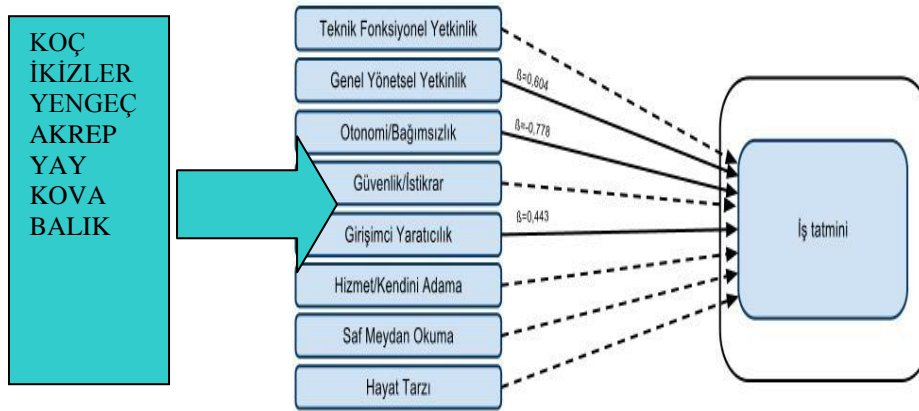 KOÇ
İKİZLER
YENGEÇ
AKREP
YAY
KOVA
BALIK
Teknik Fonksiyonel Yetkinlik
Genel Yönetsel Yetkinlik
ß=0.604
Otonomi/Bağımsızlık
ß=-0,778
Güvenlik/İstikrar
Girişimci Yaratıcılık
ß=0,443
Hizmet/Kendini Adama
Saf Meydan Okuma
Hayat Tarzı
İş tatmini